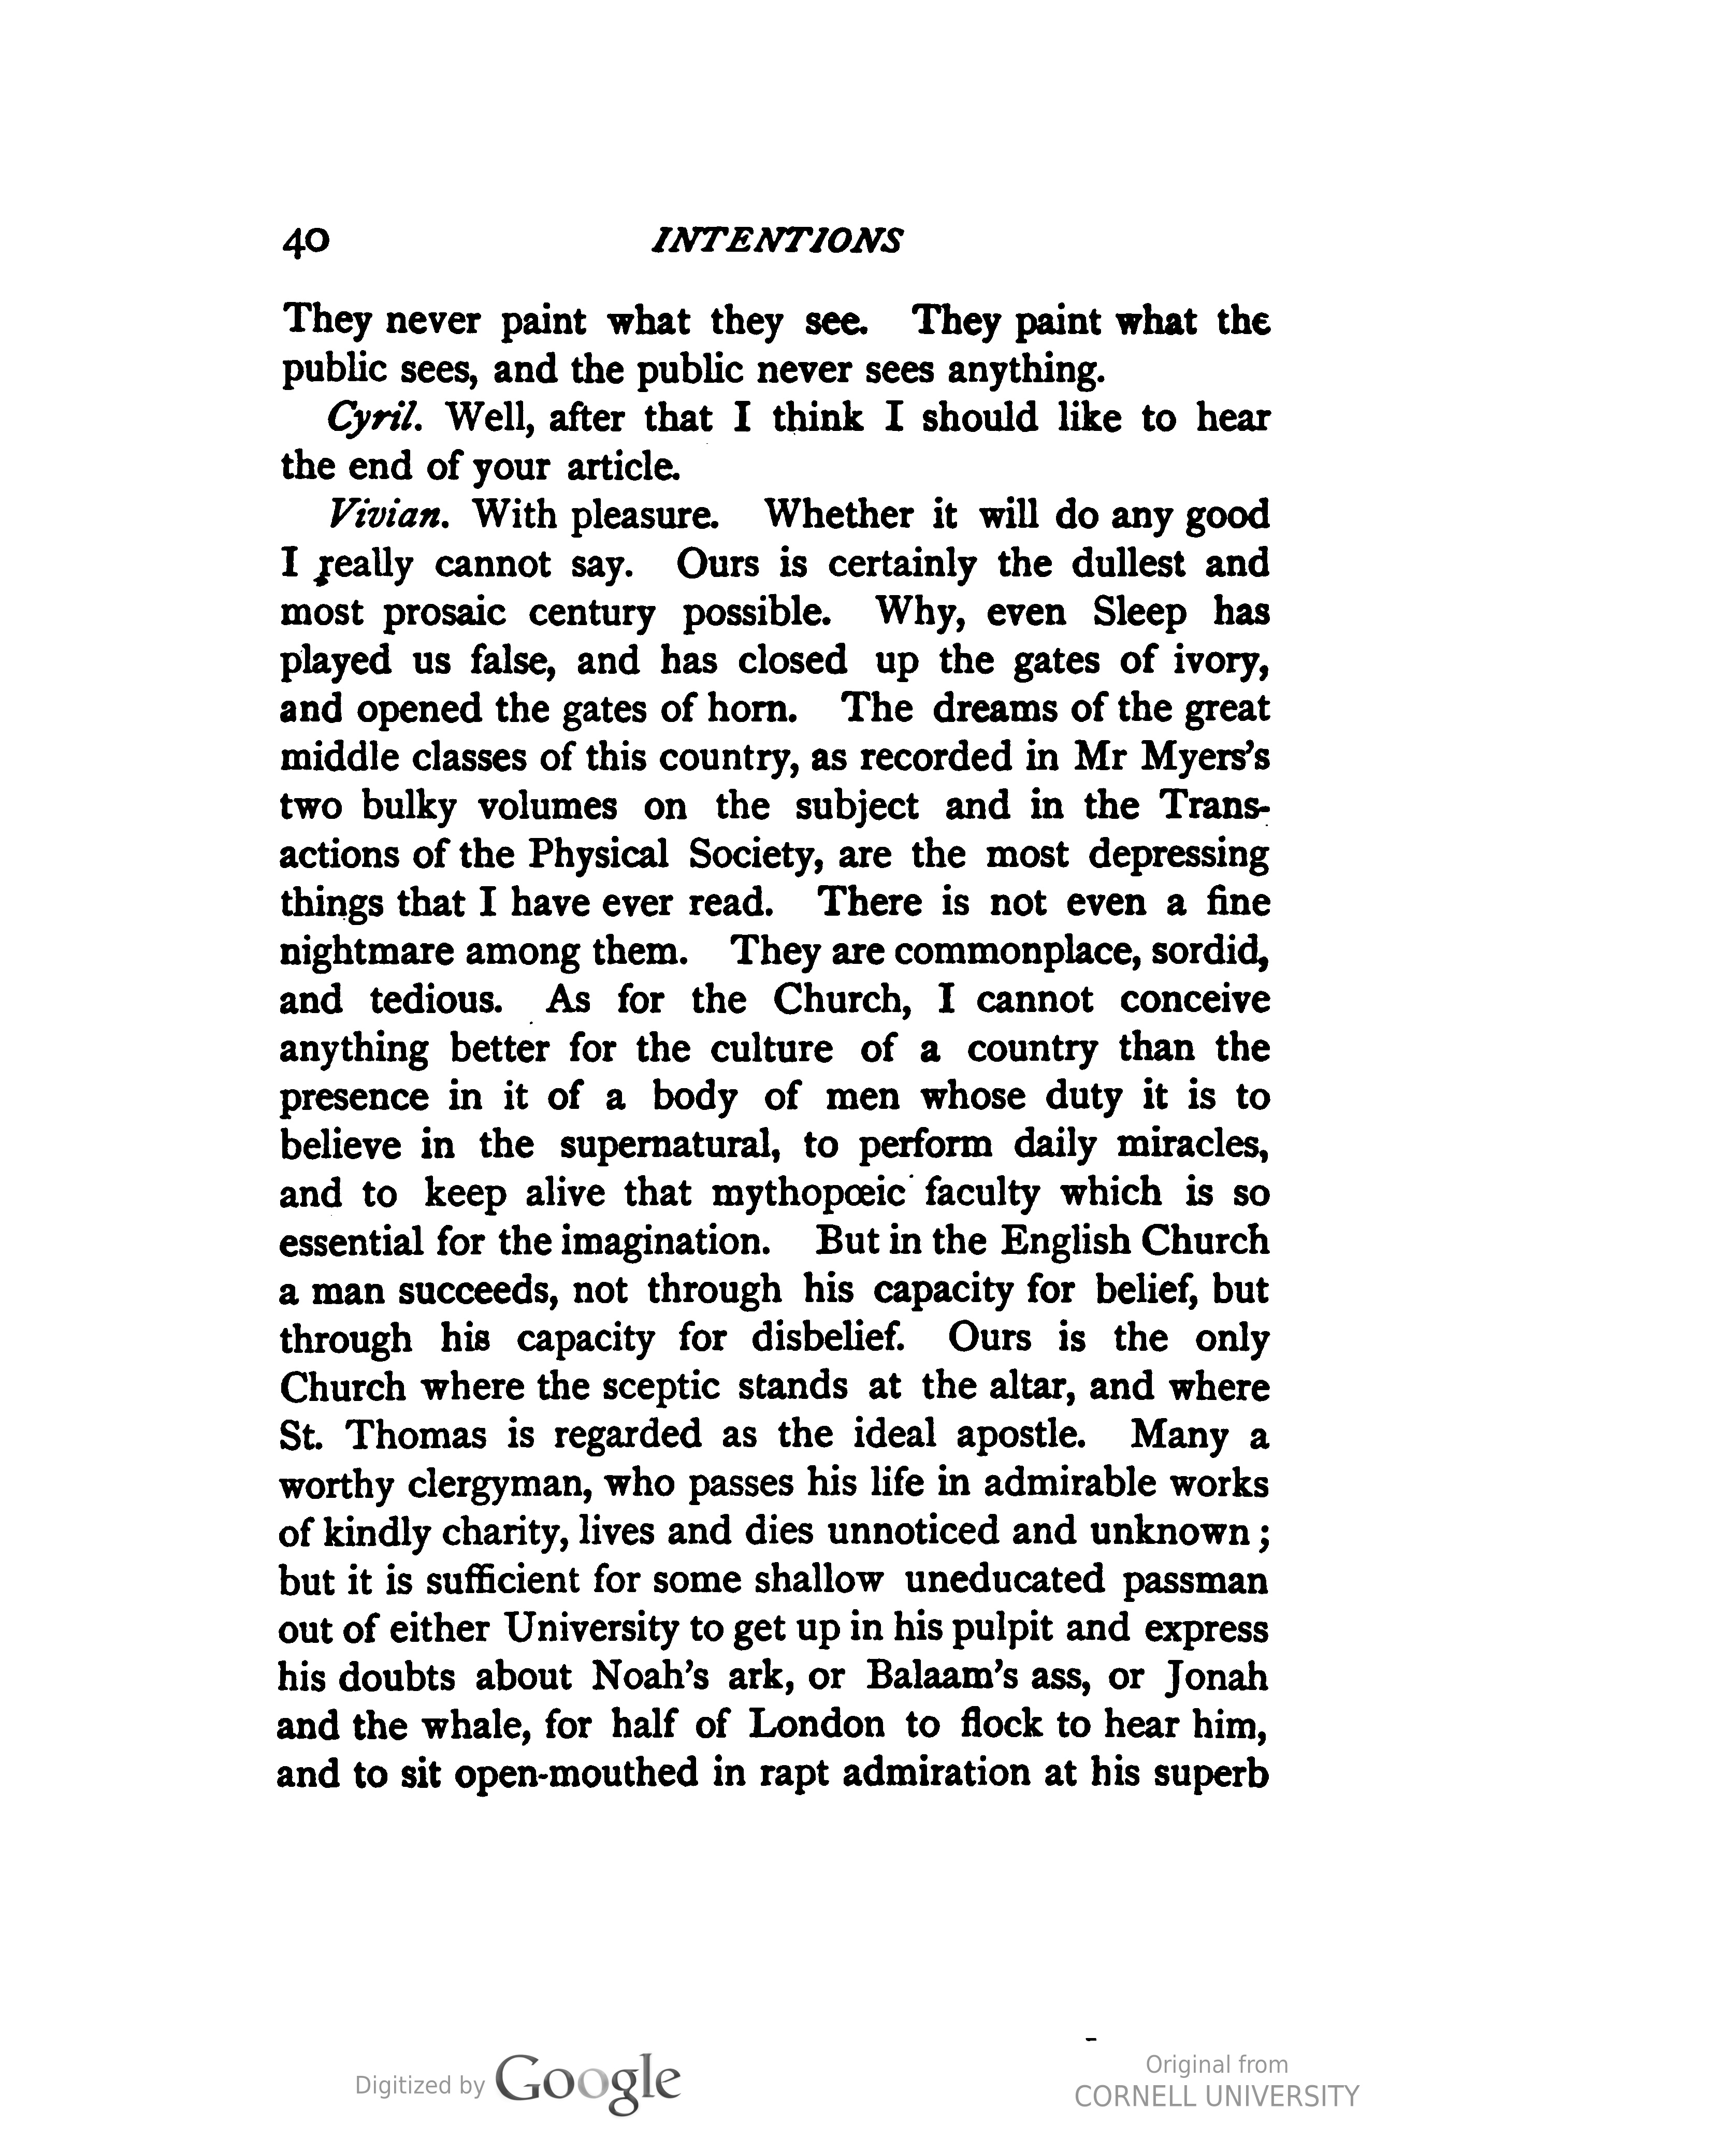 40 INTENTIONS
They never paint what they see. They paint what the
public sees, and the public never sees anything.
Cyril. Well, after that I think I should like to hear
the end of your article.
Vivian. With pleasure. Whether it will do any good
I really cannot say. Ours is certainly the dullest and
most prosaic century possible. Why, even Sleep has
played us false, and has closed up the gates of ivory,
and opened the gates of horn. The dreams of the great
middle classes of this country, as recorded in Mr Myers's
two bulky volumes on the subject and in the Trans-
actions of the Physical Society, are the most depressing
things that I have ever read. There is not even a fine
nightmare among them. They are commonplace, sordid,
and tedious. As for the Church, I cannot conceive
anything better for the culture of a country than the
presence in it of a body of men whose duty it is to
believe in the supernatural, to perform daily miracles,
and to keep alive that mythopœic faculty which is so
essential for the imagination. But in the English Church
a man succeeds, not through his capacity for belief, but
through his capacity for disbelief. Ours is the only
Church where the sceptic stands at the altar, and where
St. Thomas is regarded as the ideal apostle. Many a
worthy clergyman, who passes his life in admirable works
of kindly charity, lives and dies unnoticed and unknown;
but it is sufficient for some shallow uneducated passman
out of either University to get up in his pulpit and express
his doubts about Noah's ark, or Balaam's ass, or Jonah
and the whale, for half of London to flock to hear him,
and to sit open-mouthed in rapt admiration at his superb
Digitized by Google
Original from
CORNELL UNIVERSITY